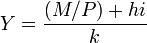 Y = \frac{(M/P) + hi}{k}